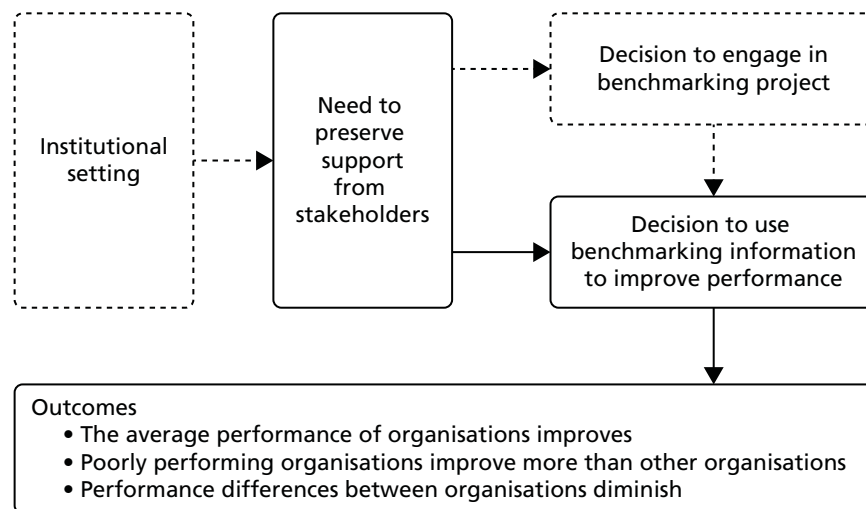 Institutional
setting
Need to
preserve
support
from
stakeholders
Decision to engage in
benchmarking project
Decision to use
benchmarking information
to improve performance
Outcomes
• The average performance of organisations improves
• Poorly performing organisations improve more than other organisations
• Performance differences between organisations diminish